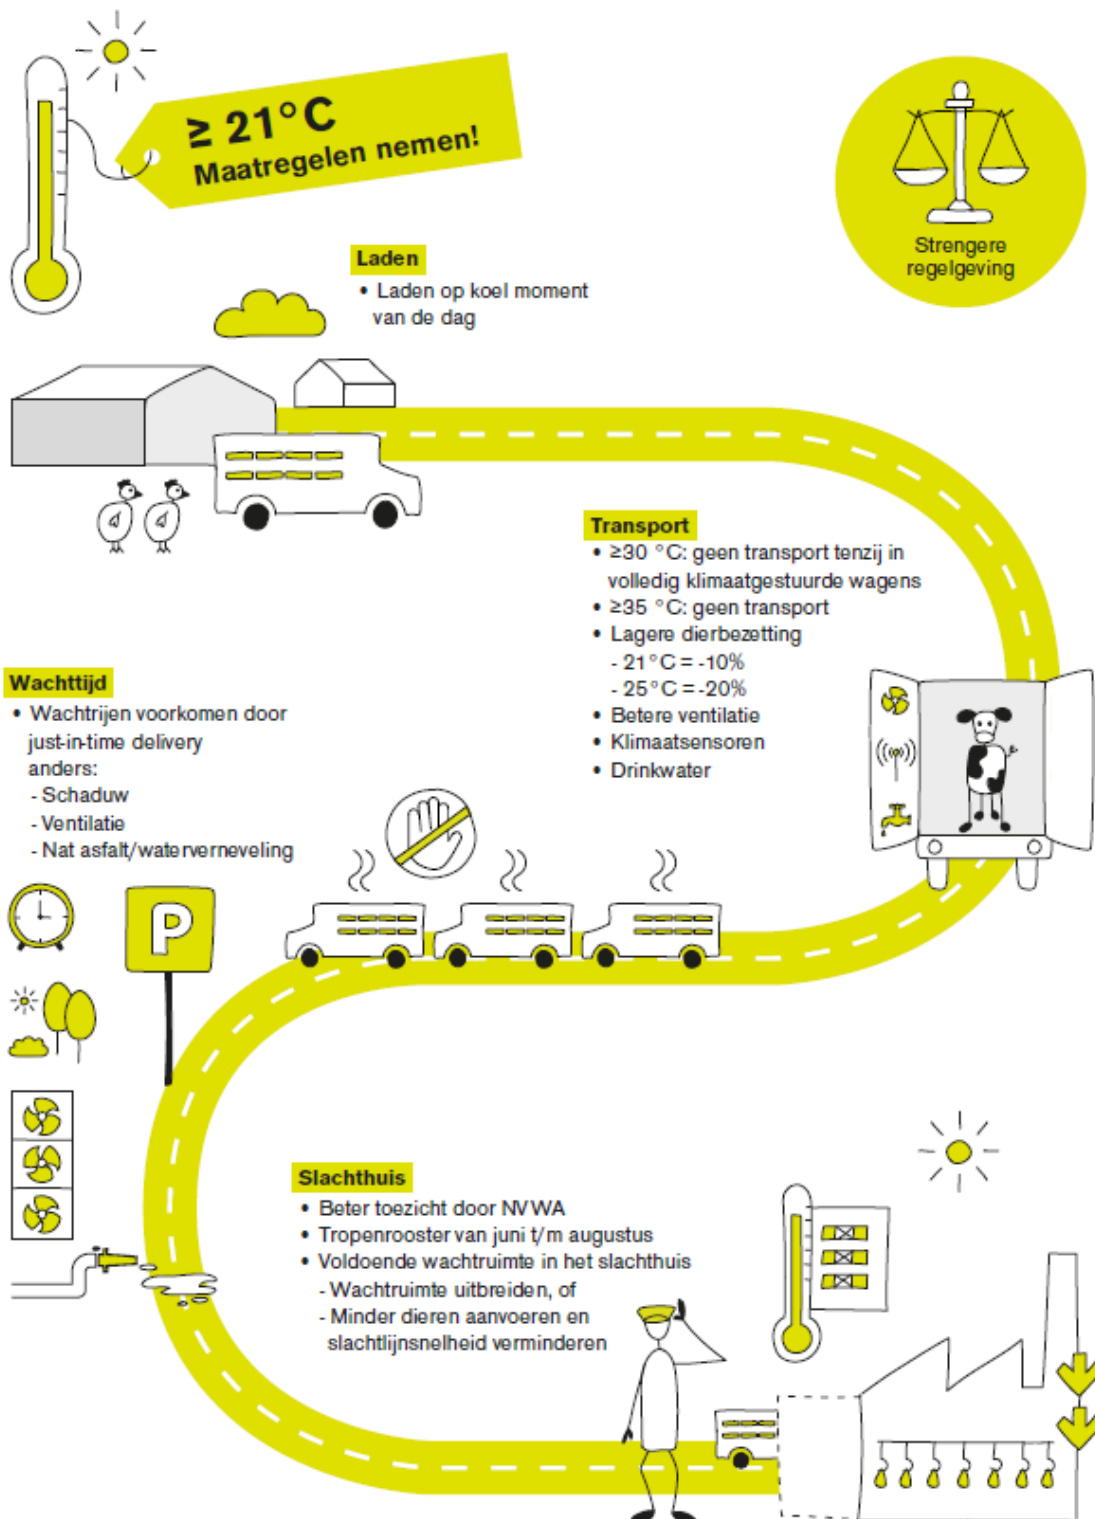 ≥ 21°C
Maatregelen nemen!
Strengere
regelgeving
Laden
• Laden op koel moment
van de dag
Transport
• ≥30 °C: geen transport tenzij in
volledig klimaatgestuurde wagens
• ≥35 °C: geen transport
• Lagere dierbezetting
- 21°C = -10%
- 25°C = -20%
• Betere ventilatie
• Klimaatsensoren
• Drinkwater
Wachttijd
• Wachtrijen voorkomen door
just-in-time delivery
anders:
- Schaduw
- Ventilatie
- Nat asfalt/waterverneveling
P
Slachthuis
• Beter toezicht door NVWA
• Tropenrooster van juni t/m augustus
• Voldoende wachtruimte in het slachthuis
- Wachtruimte uitbreiden, of
- Minder dieren aanvoeren en
slachtlijnsnelheid verminderen